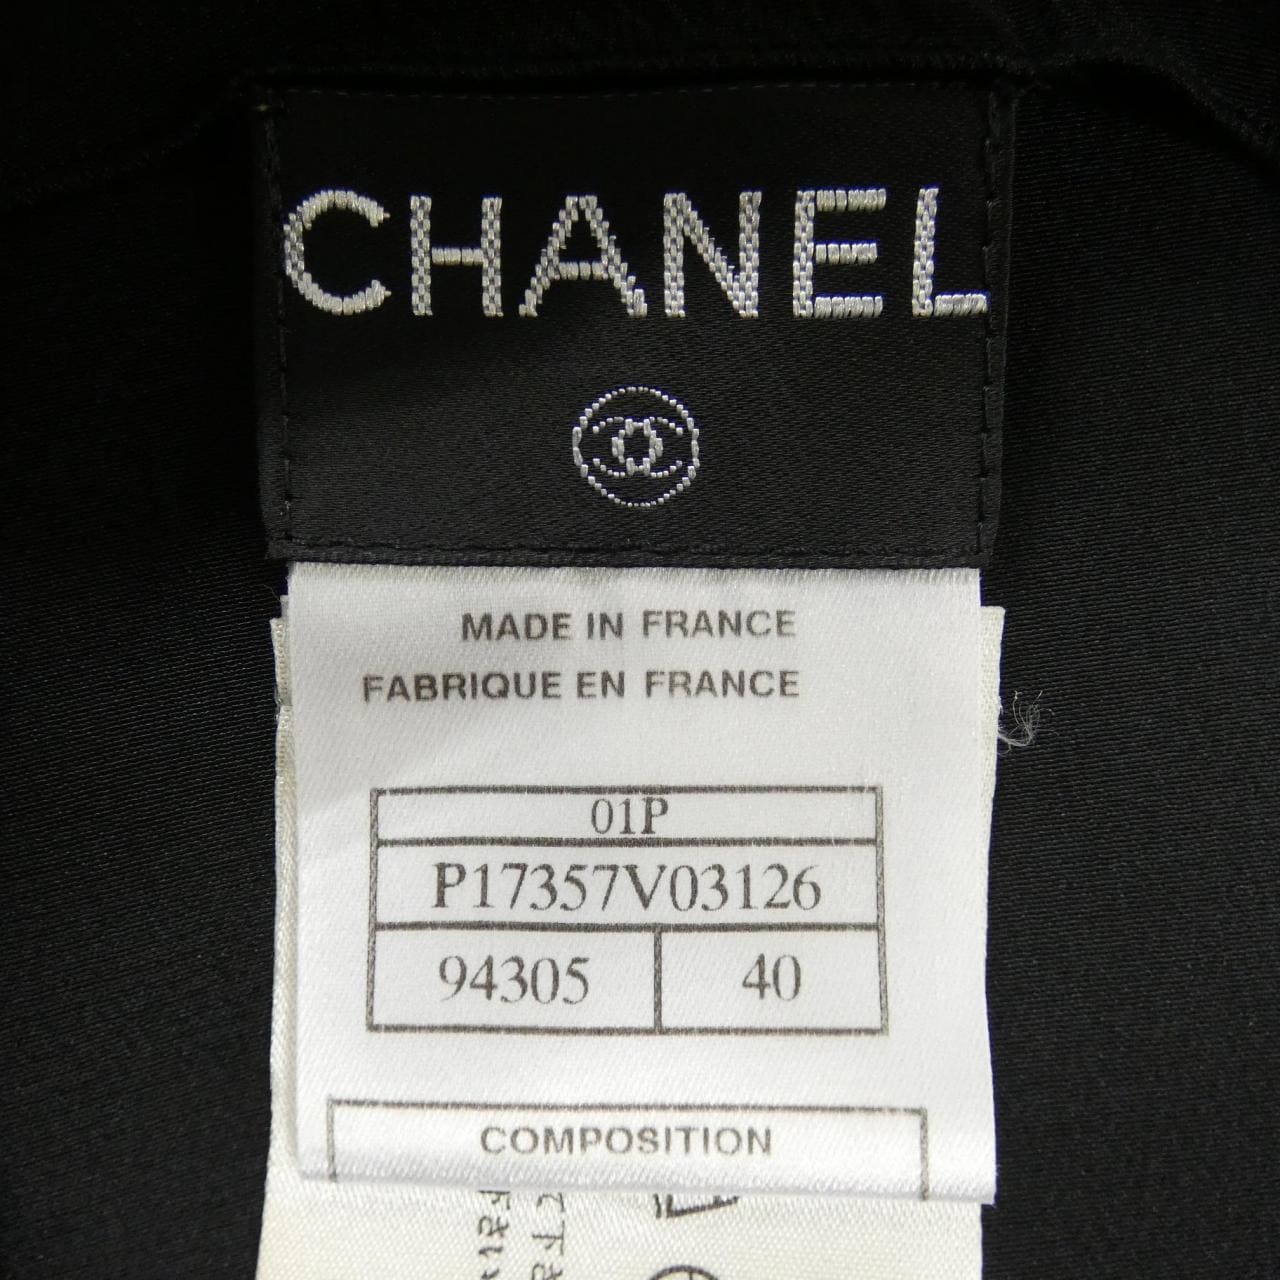 CHANEL
MADE IN FRANCE
FABRIQUE EN FRANCE
01P
P17357V03126
94305 40
COMPOSITION